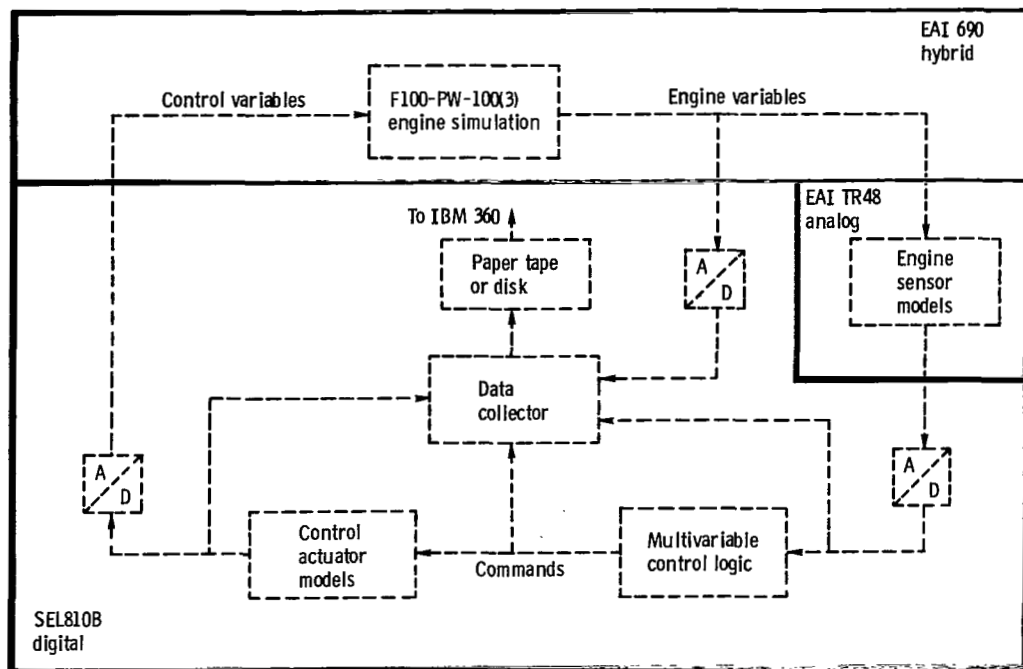 EAI 690
hybrid
Control variables
F100-PW-100(3)
engine simulation
Engine variables
EAI TR48
analog
To IBM 360
Paper tape
or disk
A
D
Engine
sensor
models
Data
collector
A
D
A
D
Control
actuator
models
Commands
Multivariable
control logic
SEL810B
digital